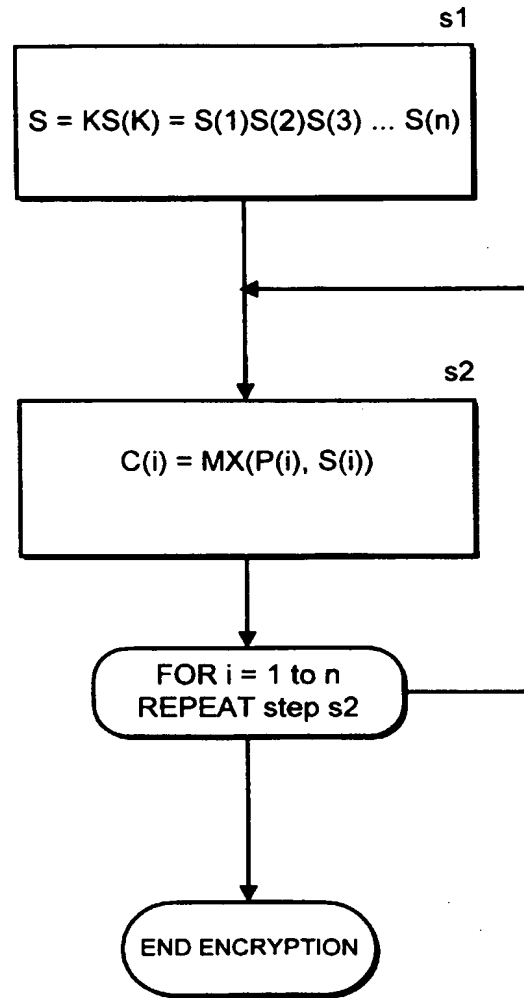 s1
S = KS(K) = S(1)S(2)S(3) ... S(n)
s2
C(i) = MX(P(i), S(i))
FOR i = 1 to n
REPEAT step s2
END ENCRYPTION